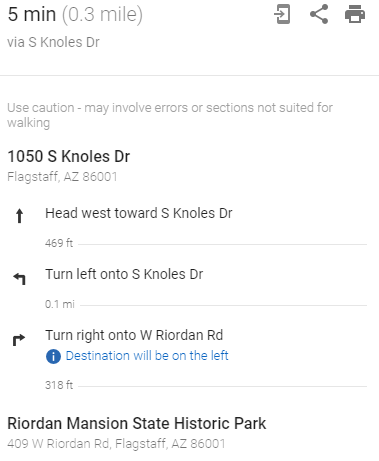 5 min (0.3 mile)
via S Knoles Dr
Use caution - may involve errors or sections not suited for
walking
1050 S Knoles Dr
Flagstaff, AZ 86001
Head west toward S Knoles Dr
469 ft
Turn left onto S Knoles Dr
0.1 mi
Turn right onto W Riordan Rd
Destination will be on the left
318 ft
Riordan Mansion State Historic Park
409 W Riordan Rd, Flagstaff, AZ 86001